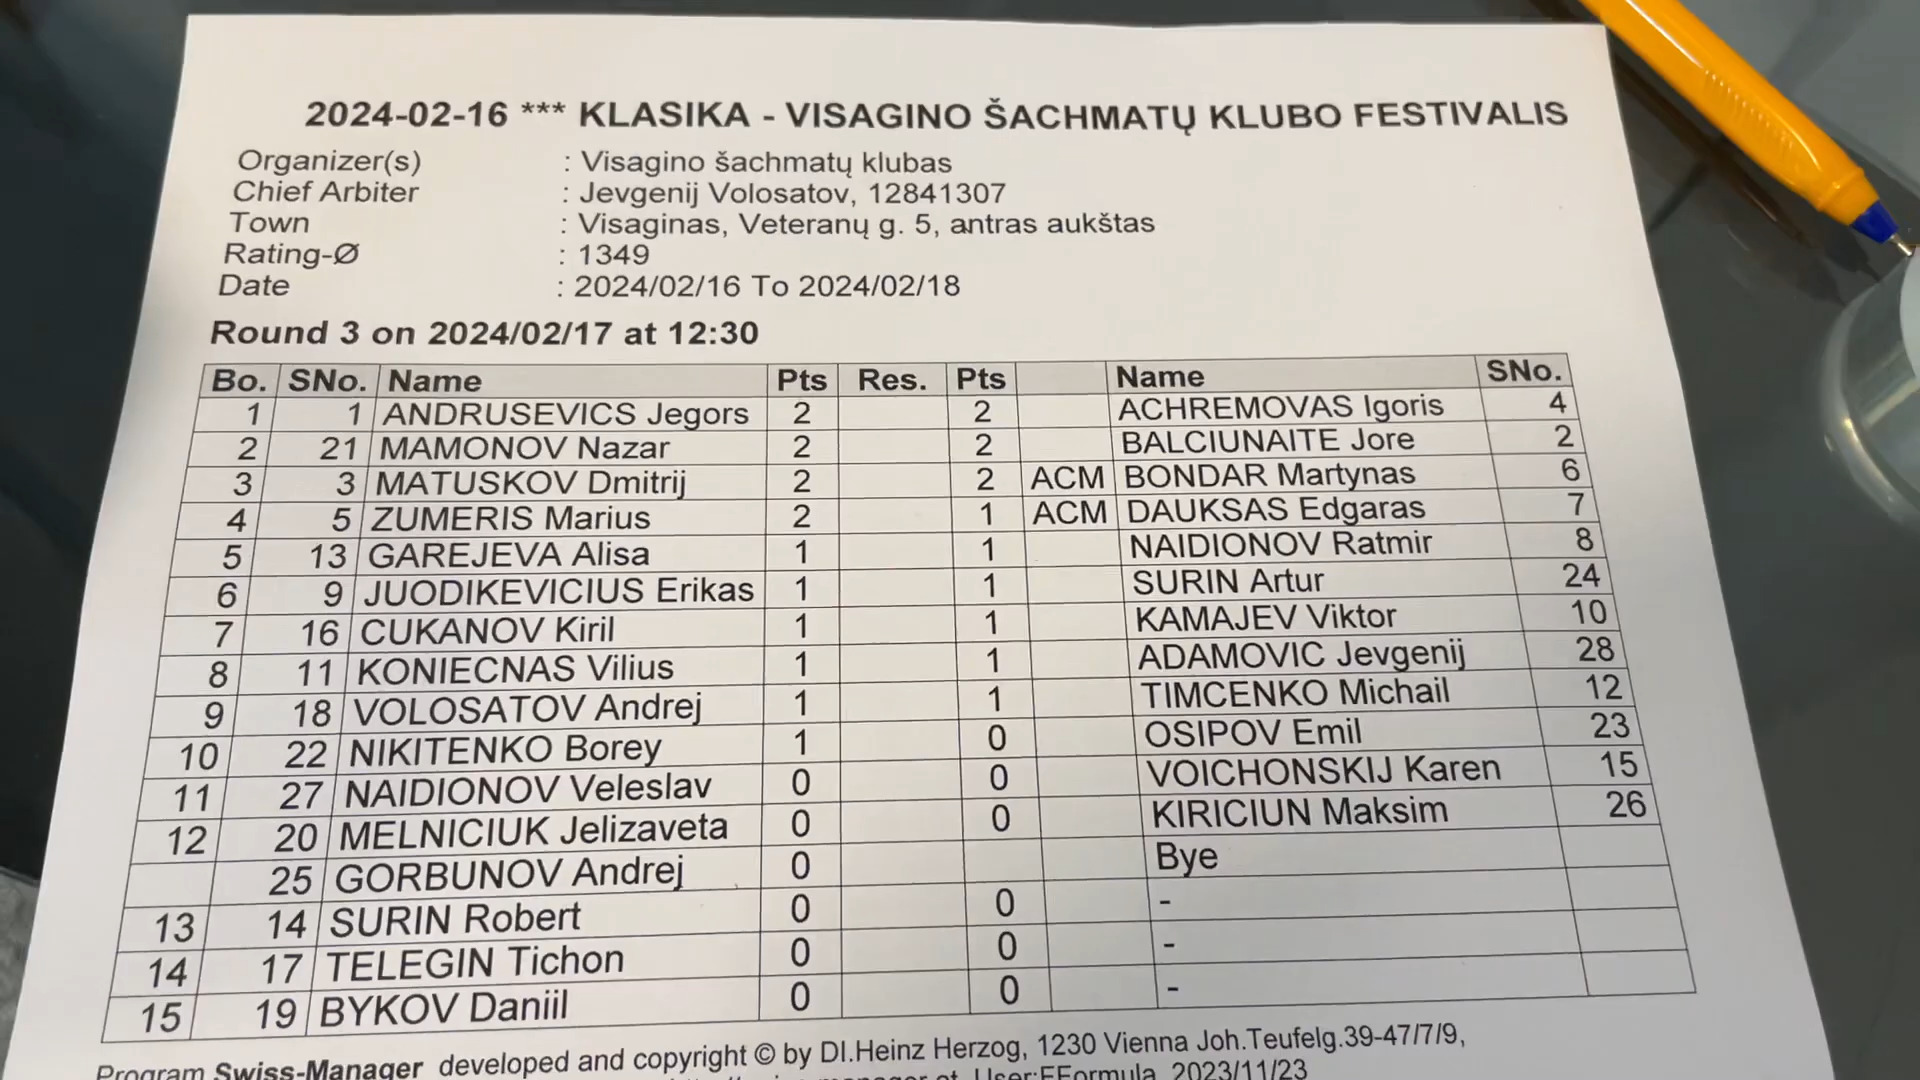 2024-02-16 *** KLASIKA - VISAGINO ŠACHMATŲ KLUBO FESTIVALIS
Organizer(s) : Visagino šachmatų klubas
Chief Arbiter : Jevgenij Volosatov, 12841307
Town : Visaginas, Veteranų g. 5, antras aukštas
Rating-Ø : 1349
Date : 2024/02/16 To 2024/02/18
Round 3 on 2024/02/17 at 12:30
Bo. SNo. Name Pts Res. Pts Name SNo.
1 1 ANDRUSEVICS Jegors 2 2 ACHREMOVAS Igoris 4
2 21 MAMONOV Nazar 2 2 BALCIUNAITE Jore 2
3 3 MATUSKOV Dmitrij 2 2 ACM BONDAR Martynas 6
4 5 ZUMERIS Marius 2 1 ACM DAUKSAS Edgaras 7
5 13 GAREJEVA Alisa 1 1 NAIDIONOV Ratmir 8
6 9 JUODIKEVICIUS Erikas 1 1 SURIN Artur 24
7 16 CUKANOV Kiril 1 1 KAMAJEV Viktor 10
8 11 KONIECNAS Vilius 1 1 ADAMOVIC Jevgenij 28
9 18 VOLOSATOV Andrej 1 1 TIMCENKO Michail 12
10 22 NIKITENKO Borey 1 0 OSIPOV Emil 23
11 27 NAIDIONOV Veleslav 0 0 VOICHONSKIJ Karen 15
12 20 MELNICIUK Jelizaveta 0 0 KIRICIUN Maksim 26
25 GORBUNOV Andrej 0 Bye
13 14 SURIN Robert 0 0 -
14 17 TELEGIN Tichon 0 0 -
15 19 BYKOV Daniil 0 0 -
Program Swiss-Manager developed and copyright © by DI.Heinz Herzog, 1230 Vienna Joh.Teufelg.39-47/7/9,
User:EFormula, 2023/11/23